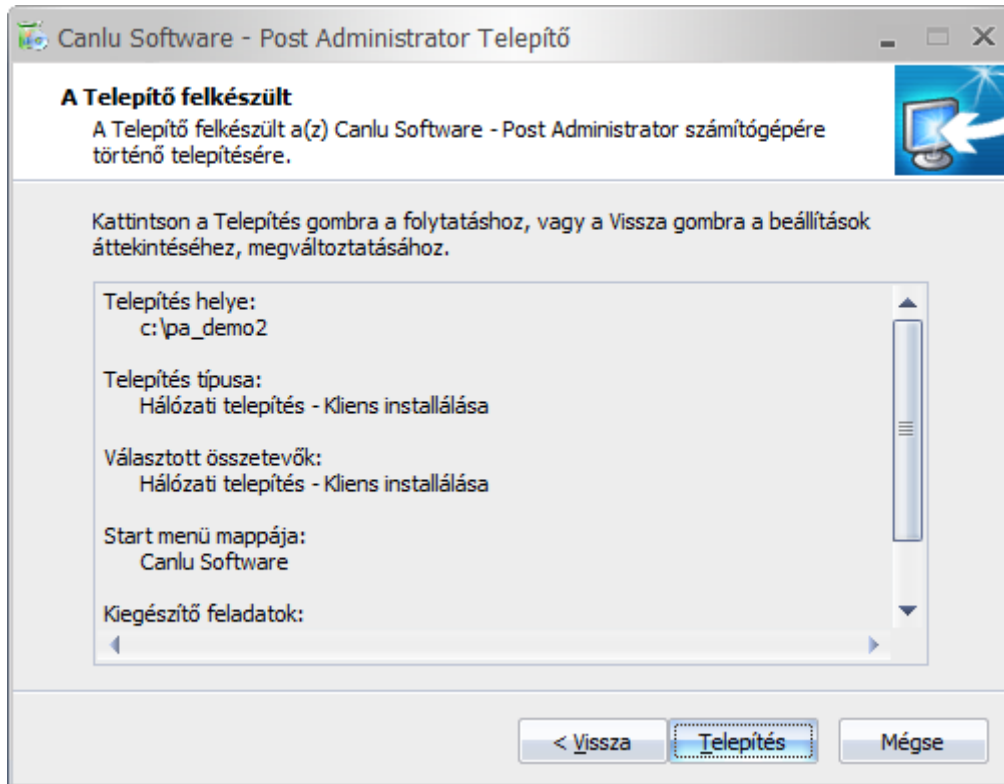 Canlu Software - Post Administrator Telepítő
A Telepítő felkészült
A Telepítő felkészült a(z) Canlu Software - Post Administrator számítógépére
történő telepítésére.
Kattintson a Telepítés gombra a folytatáshoz, vagy a Vissza gombra a beállítások
áttekintéséhez, megváltoztatásához.
Telepítés helye:
c:\pa_demo2
Telepítés típusa:
Hálózati telepítés - Kliens installálása
Választott összetevők:
Hálózati telepítés - Kliens installálása
Start menü mappája:
Canlu Software
Kiegészítő feladatok:
< Vissza
Telepítés
Mégse